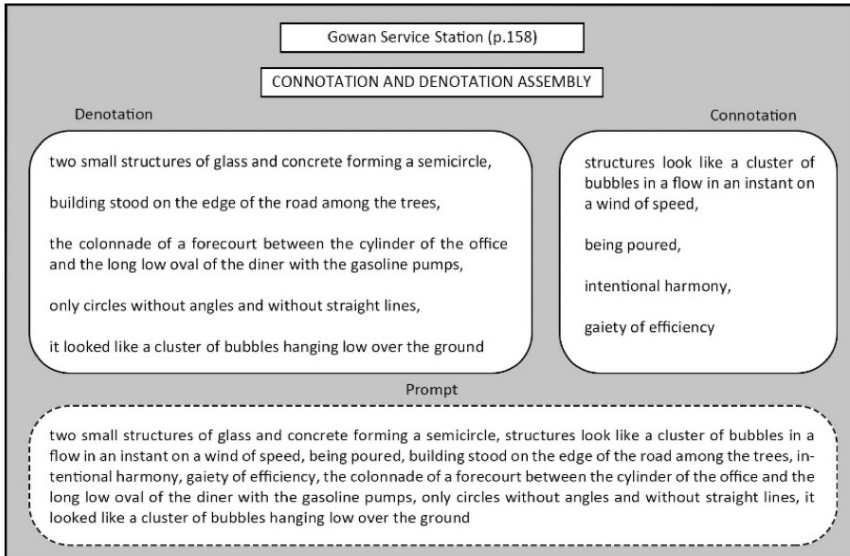 Gowan Service Station (p.158)
CONNOTATION AND DENOTATION ASSEMBLY
Denotation
two small structures of glass and concrete forming a semicircle,
building stood on the edge of the road among the trees,
the colonnade of a forecourt between the cylinder of the office
and the long low oval of the diner with the gasoline pumps,
only circles without angles and without straight lines,
it looked like a cluster of bubbles hanging low over the ground
Connotation
structures look like a cluster of
bubbles in a flow in an instant on
a wind of speed,
being poured,
intentional harmony,
gaiety of efficiency
Prompt
two small structures of glass and concrete forming a semicircle, structures look like a cluster of bubbles in a
flow in an instant on a wind of speed, being poured, building stood on the edge of the road among the trees, in-
tentional harmony, gaiety of efficiency, the colonnade of a forecourt between the cylinder of the office and the
long low oval of the diner with the gasoline pumps, only circles without angles and without straight lines, it
looked like a cluster of bubbles hanging low over the ground